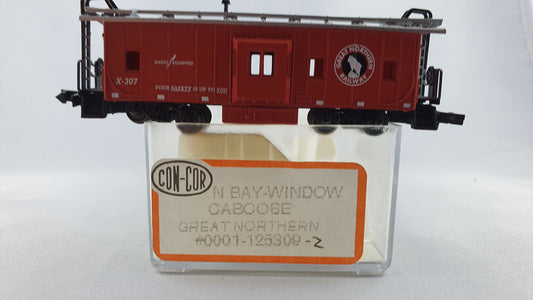 RADIO EQUIPPED
X-307
YOUR SAFETY IS UP TO YOU
GREAT NORTHERN
RAILWAY
CON-COR
N BAY-WINDOW
CABOOSE
GREAT NORTHERN
#0001-125309-2